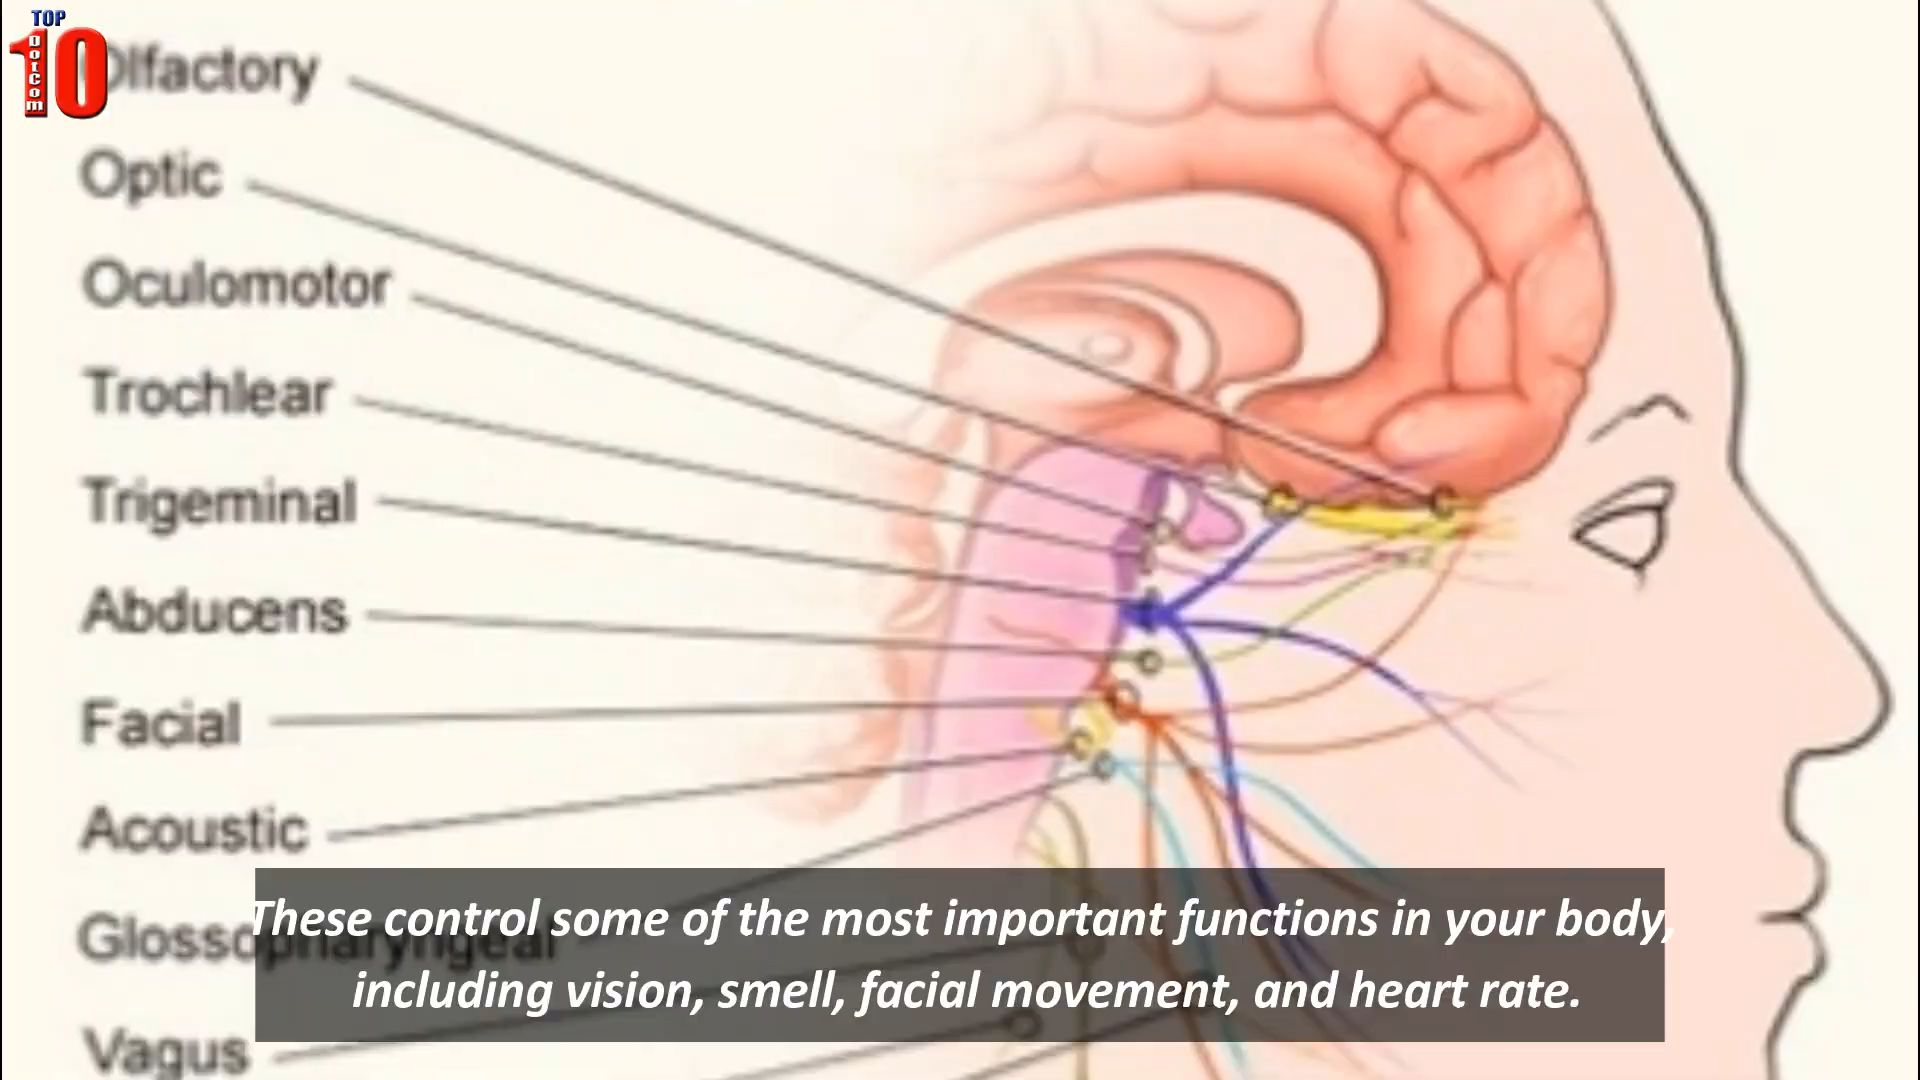 TOP
10
Dotcom
Olfactory
Optic
Oculomotor
Trochlear
Trigeminal
Abducens
Facial
Acoustic
Glossopharyngeal
These control some of the most important functions in your body,
including vision, smell, facial movement, and heart rate.
Vagus